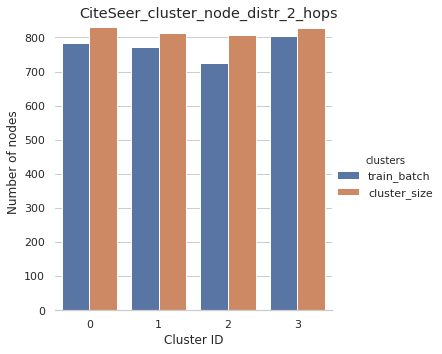 CiteSeer_cluster_node_distr_2_hops
800
700
600
500
400
300
200
100
0
Number of nodes
0 1 2 3
Cluster ID
clusters
train_batch
cluster_size